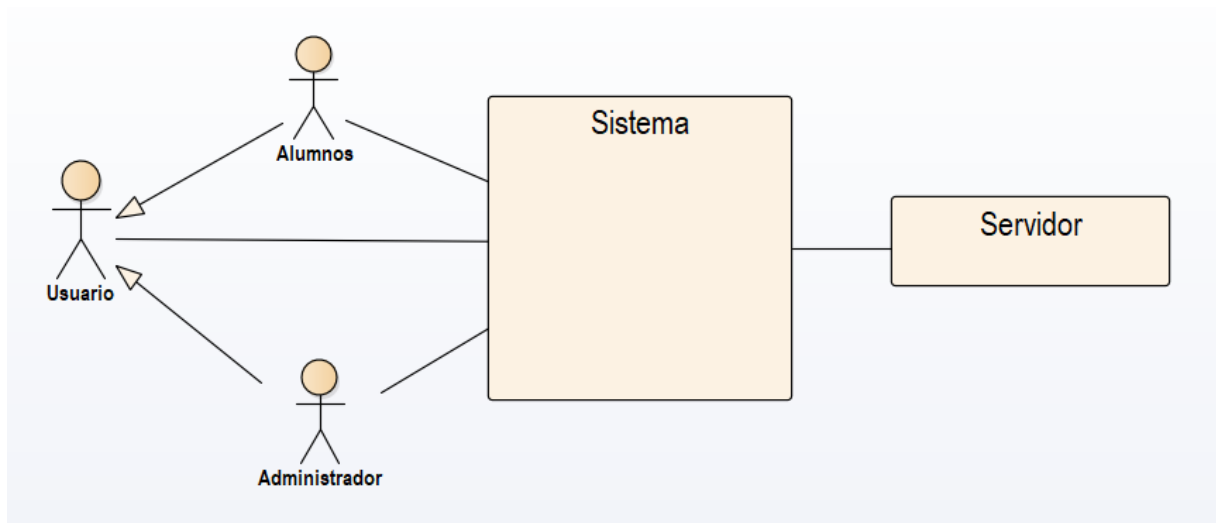 Alumnos
Sistema
Usuario
Servidor
Administrador